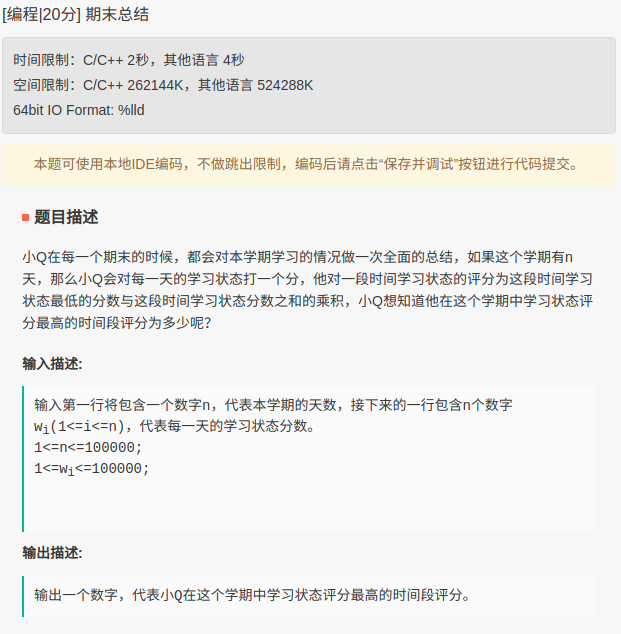 [编程|20分] 期末总结
时间限制：C/C++ 2秒，其他语言 4秒
空间限制：C/C++ 262144K，其他语言 524288K
64bit IO Format: %lld
本题可使用本地IDE编码，不做跳出限制，编码后请点击“保存并调试”按钮进行代码提交。
题目描述
小Q在每一个期末的时候，都会对本学期学习的情况做一次全面的总结，如果这个学期有n
天，那么小Q会对每一天的学习状态打一个分，他对一段时间学习状态的评分为这段时间学习
状态最低的分数与这段时间学习状态分数之和的乘积，小Q想知道他在这个学期中学习状态评
分最高的时间段评分为多少呢？
输入描述:
输入第一行将包含一个数字n，代表本学期的天数，接下来的一行包含n个数字
wi(1<=i<=n)，代表每一天的学习状态分数。
1<=n<=100000;
1<=wi<=100000;
输出描述:
输出一个数字，代表小Q在这个学期中学习状态评分最高的时间段评分。